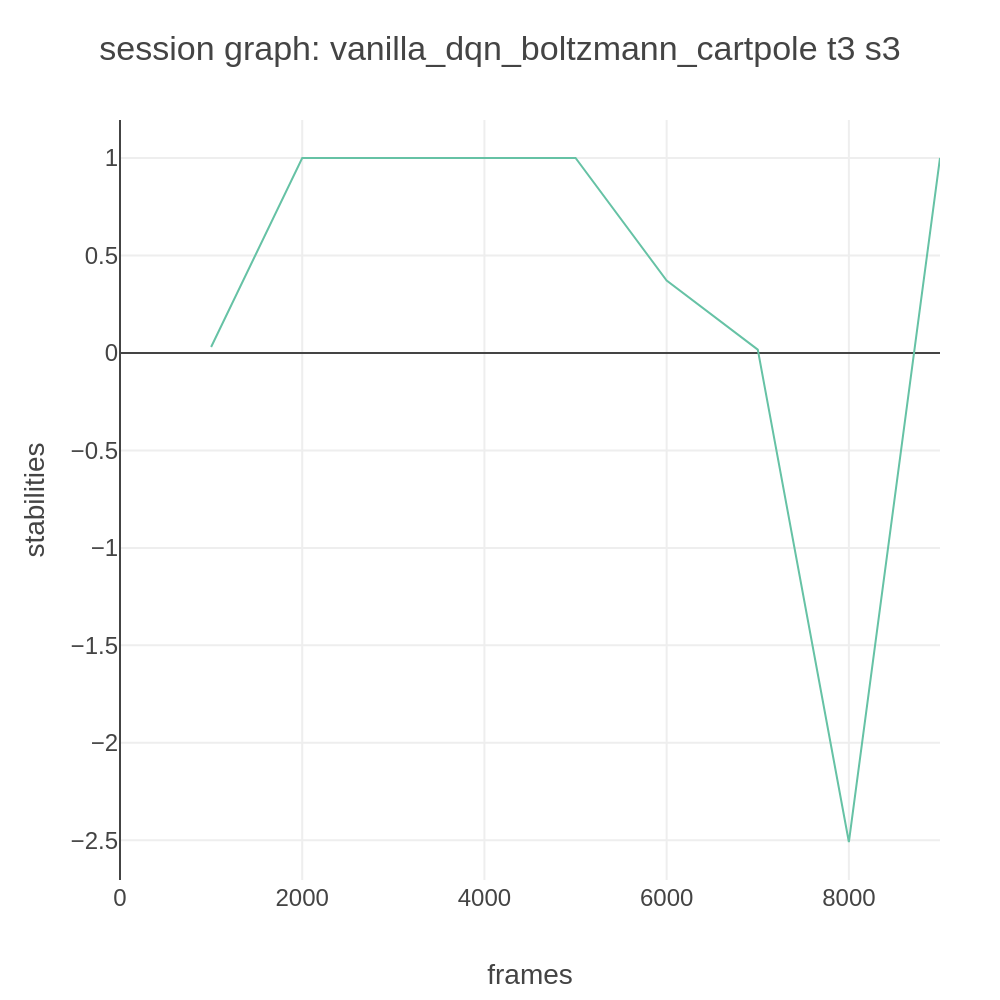 session graph: vanilla_dqn_boltzmann_cartpole t3 s3
1
0.5
0
−0.5
−1
−1.5
−2
−2.5
stabilities
0 2000 4000 6000 8000
frames